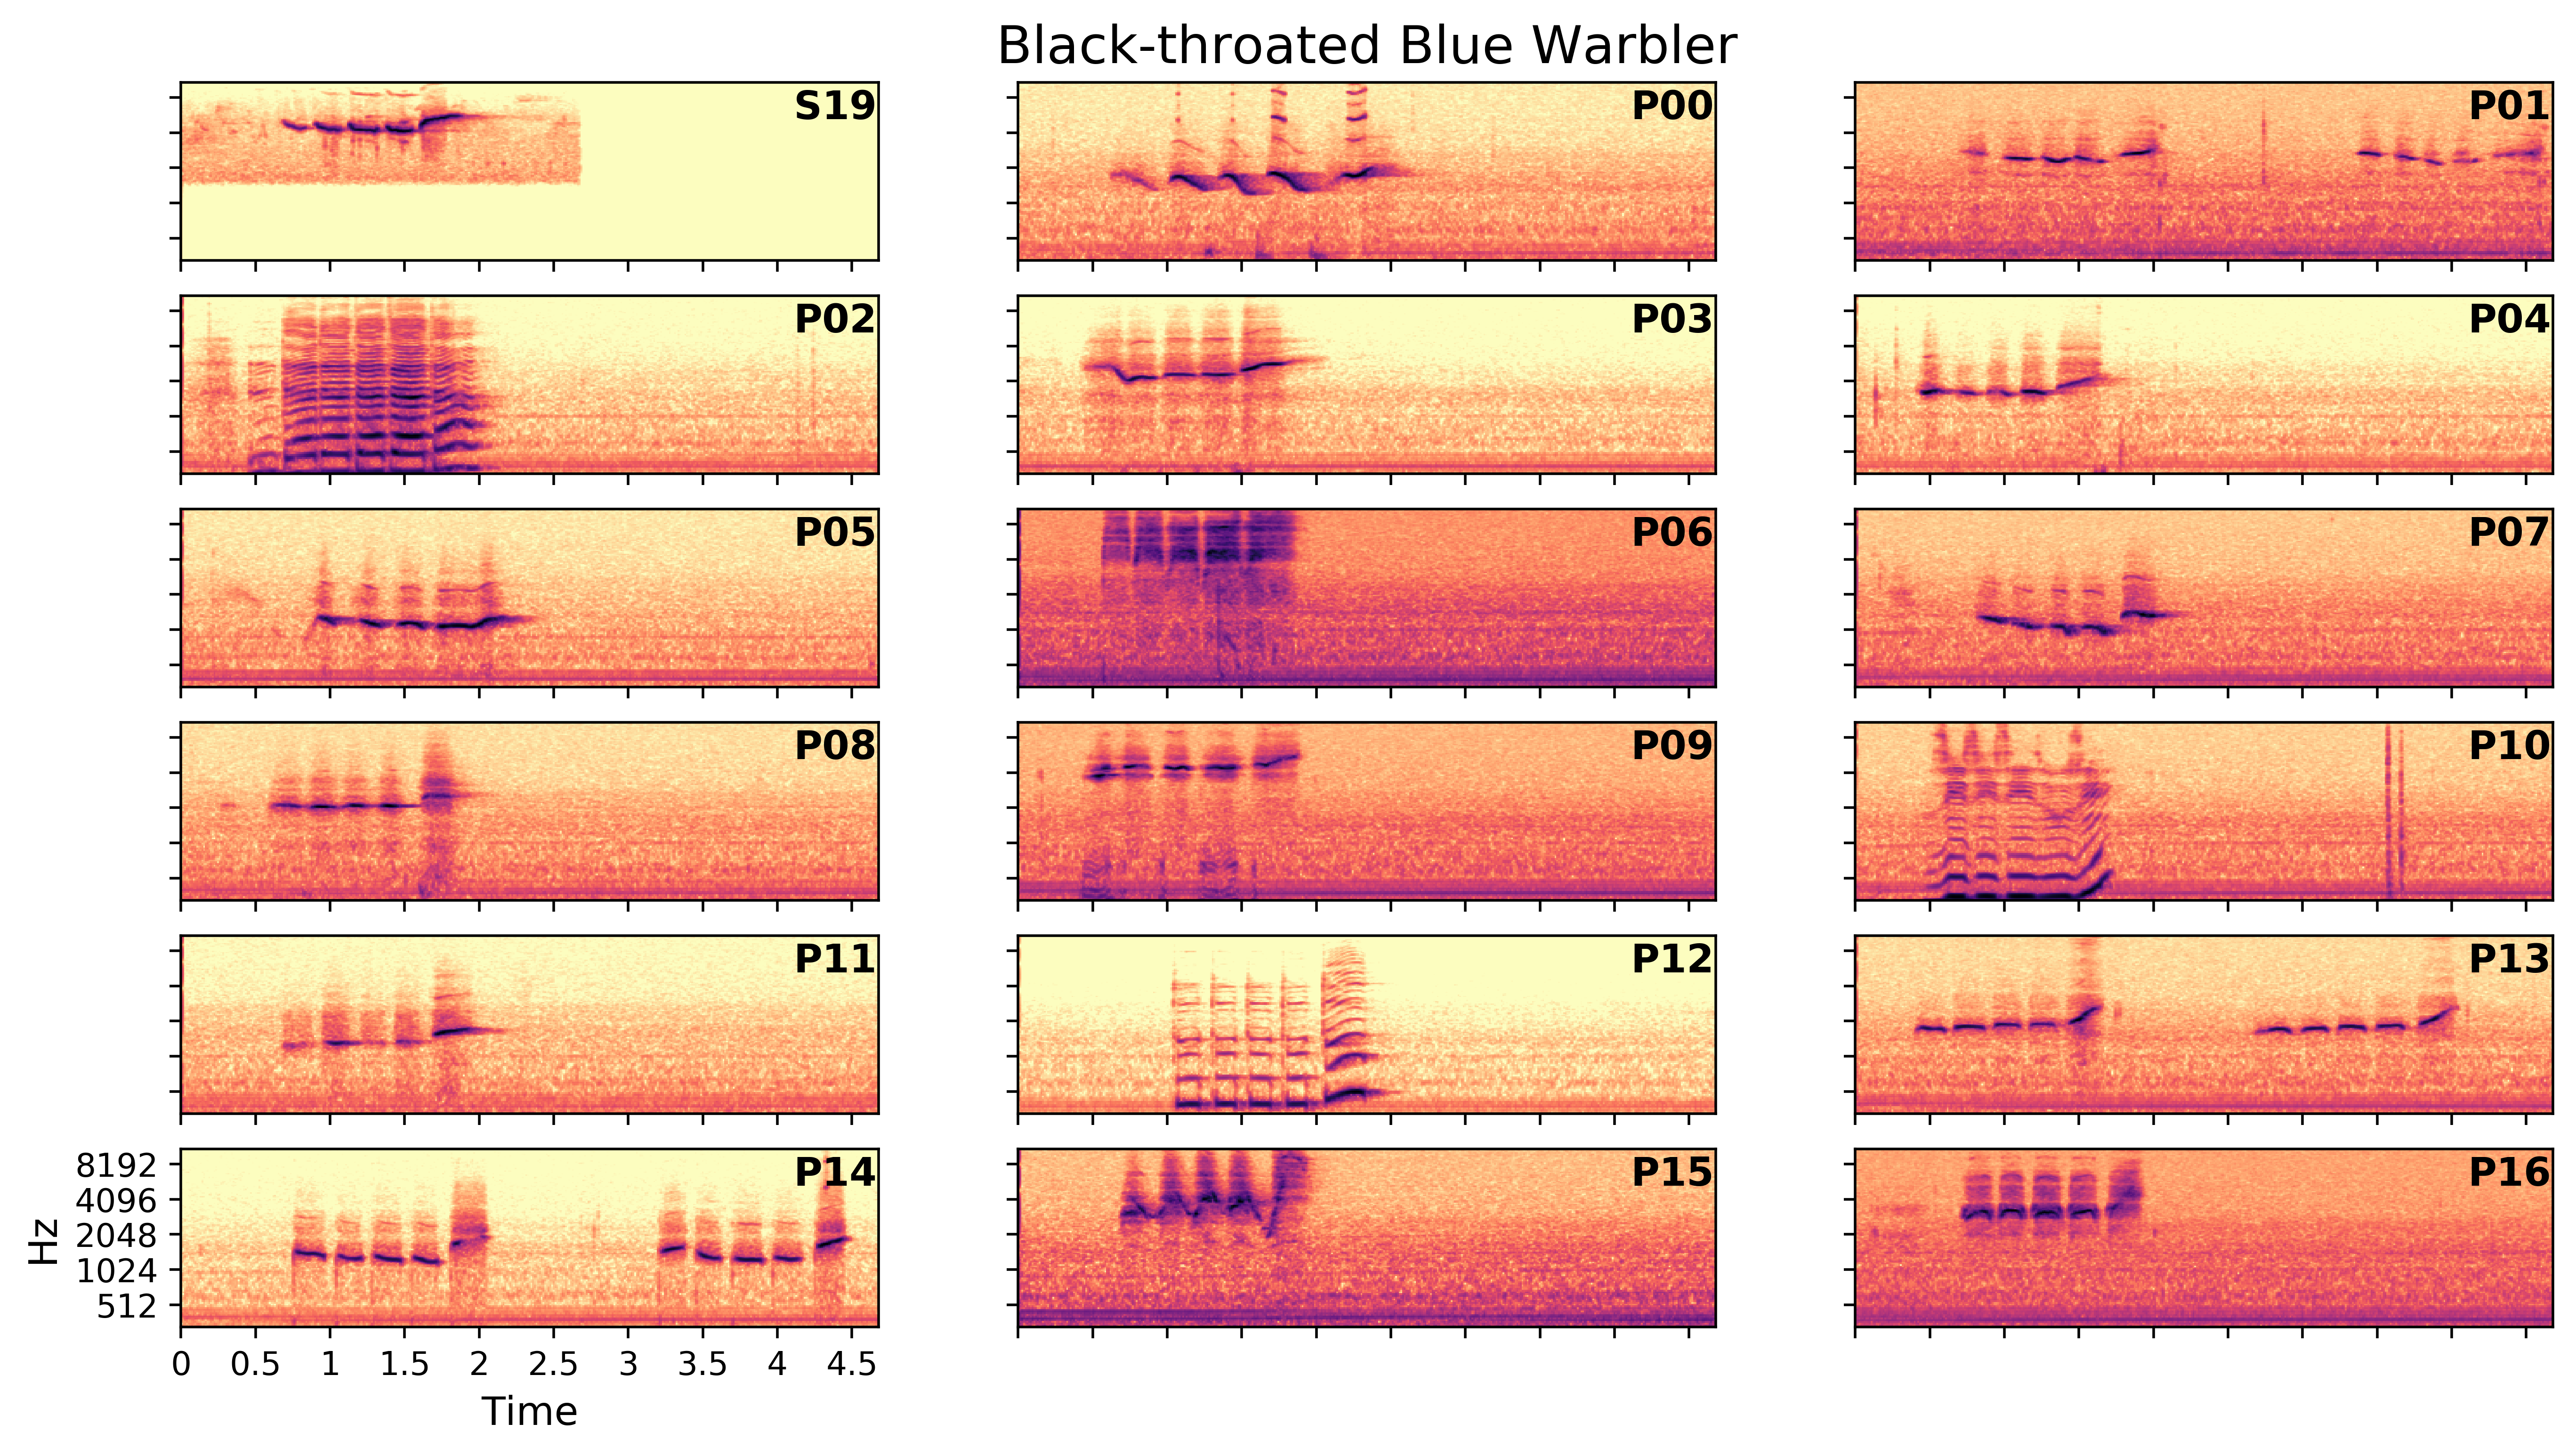 Black-throated Blue Warbler
S19
P00
P01
P02
P03
P04
P05
P06
P07
P08
P09
P10
P11
P12
P13
P14
P15
P16
8192
4096
2048
1024
512
Hz
0 0.5 1 1.5 2 2.5 3 3.5 4 4.5
Time